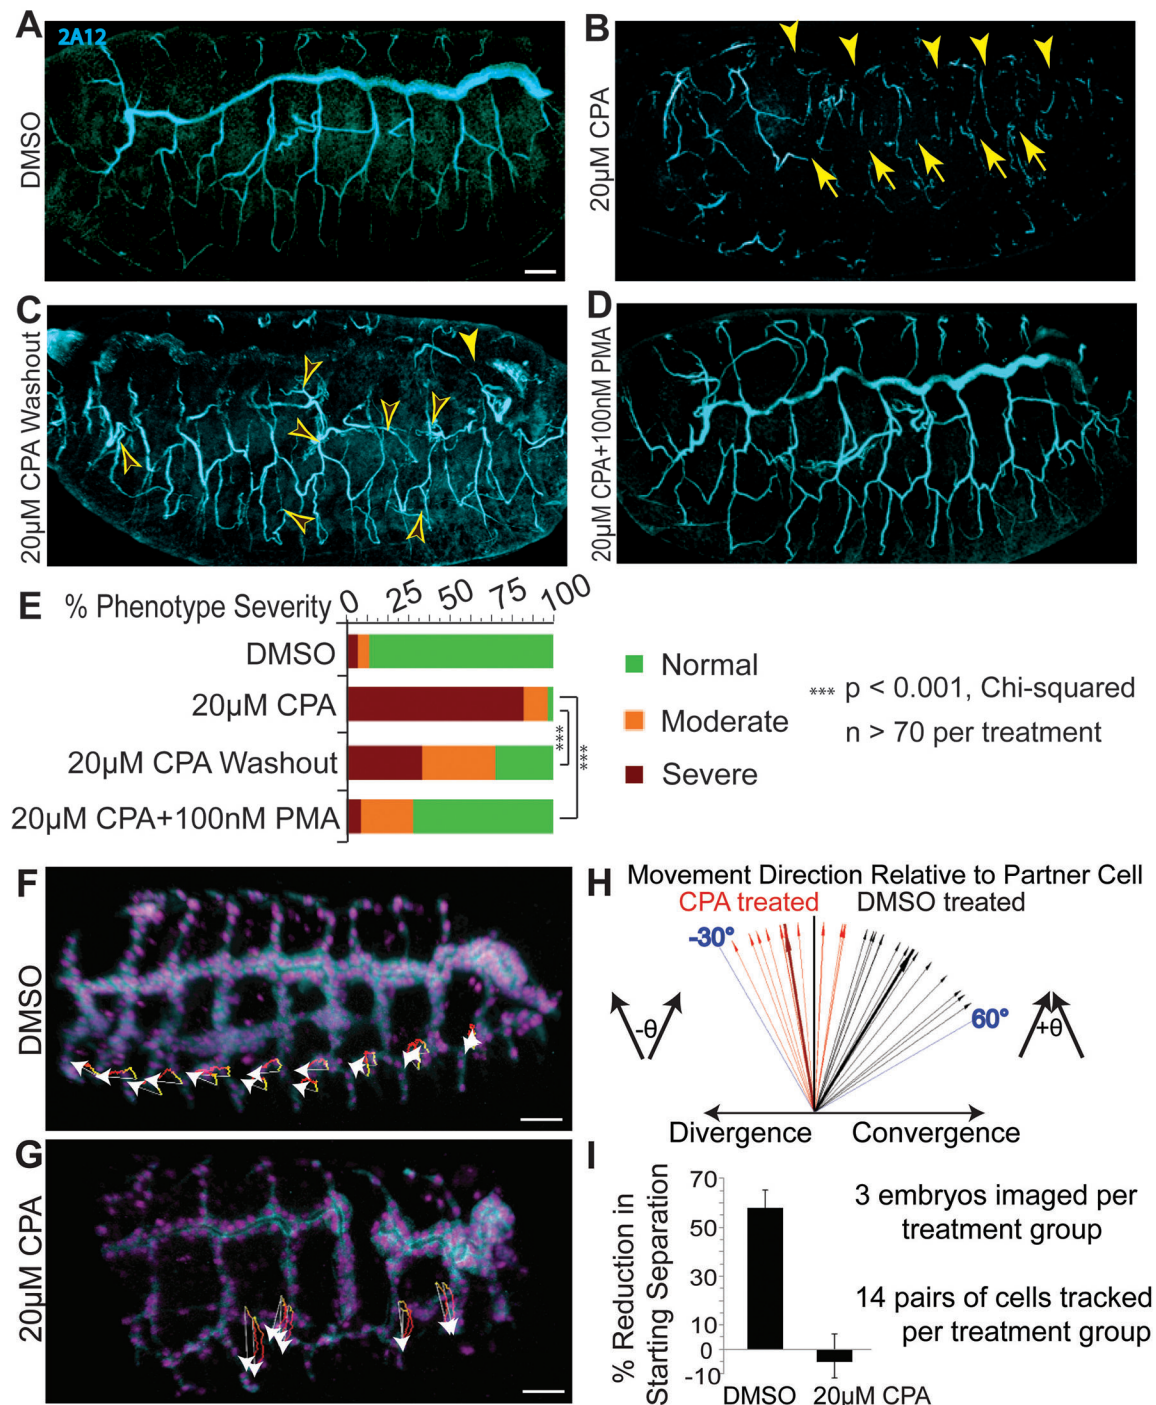 A
2A12
DMSO
B
20µM CPA
C
20µM CPA Washout
D
20µM CPA+100nM PMA
E
% Phenotype Severity
0 25 50 75 100
DMSO
20µM CPA
20µM CPA Washout
20µM CPA+100nM PMA
***
***
Normal
Moderate
Severe
*** p < 0.001, Chi-squared
n > 70 per treatment
F
DMSO
G
20µM CPA
H
Movement Direction Relative to Partner Cell
CPA treated
DMSO treated
-30°
60°
-θ
+θ
Divergence
Convergence
I
% Reduction in
Starting Separation
70
50
30
10
0
-10
DMSO
20µM CPA
3 embryos imaged per
treatment group
14 pairs of cells tracked
per treatment group